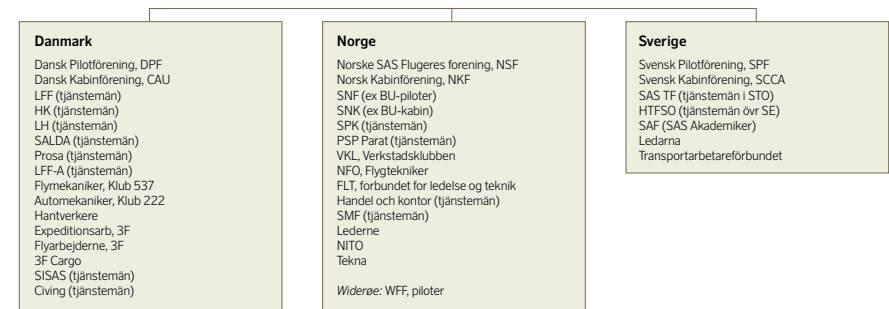 Danmark
Dansk Pilotförening, DPF
Dansk Kabinförening, CAU
LFF (tjänstemän)
HK (tjänstemän)
LH (tjänstemän)
SALDA (tjänstemän)
Prosa (tjänstemän)
LFF-A (tjänstemän)
Flymekaniker, Klub 537
Automekaniker, Klub 222
Hantverkere
Expeditionsarb, 3F
Flyarbejderne, 3F
3F Cargo
SISAS (tjänstemän)
Civing (tjänstemän)
Norge
Norske SAS Flugeres forening, NSF
Norsk Kabinförening, NKF
SNF (ex BU-piloter)
SNK (ex BU-kabin)
SPK (tjänstemän)
PSP Parat (tjänstemän)
VKL, Verkstadsklubben
NFO, Flygtekniker
FLT, forbundet for ledelse og teknik
Handel och kontor (tjänstemän)
SMF (tjänstemän)
Lederne
NITO
Tekna
Widerøe: WFF, piloter
Sverige
Svensk Pilotförening, SPF
Svensk Kabinförening, SCCA
SAS TF (tjänstemän i STO)
HTFSO (tjänstemän övr SE)
SAF (SAS Akademiker)
Ledarna
Transportarbetareförbundet